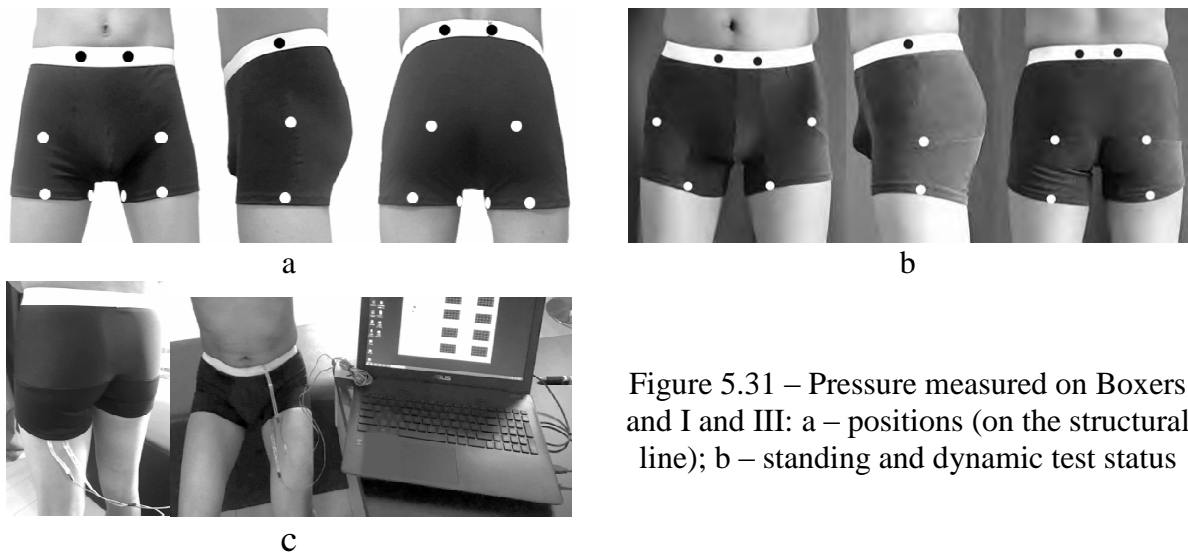 a
b
c
Figure 5.31 – Pressure measured on Boxers
and I and III: a – positions (on the structural
line); b – standing and dynamic test status